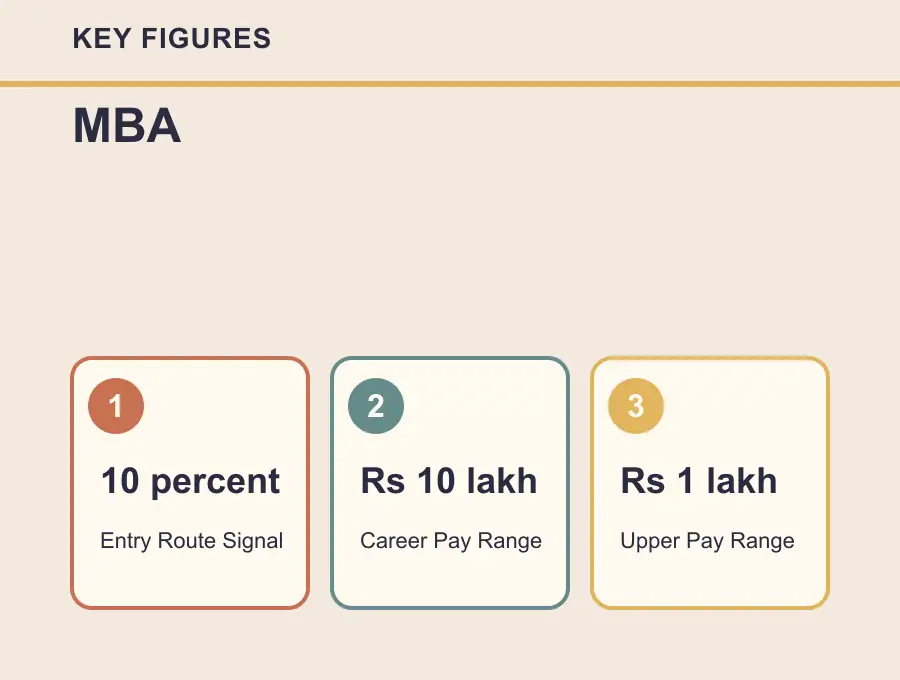 KEY FIGURES
MBA
1
10 percent
Entry Route Signal
2
Rs 10 lakh
Career Pay Range
3
Rs 1 lakh
Upper Pay Range